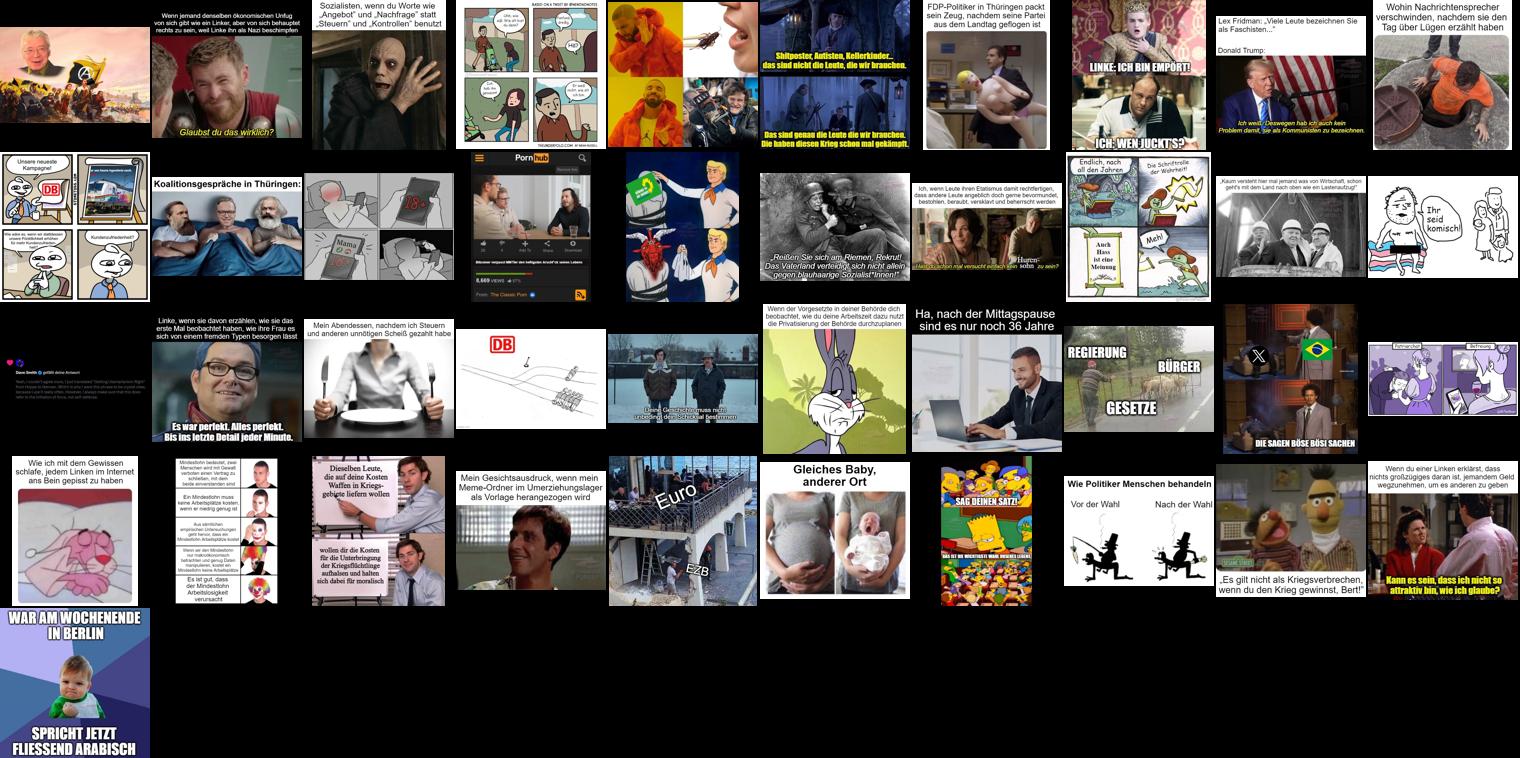 Wenn jemand denselben ökonomischen Unfug
von sich gibt wie ein Linker, aber von sich behauptet
rechts zu sein, weil Linke ihn als Nazi beschimpfen
Glaubst du das wirklich?
Sozialisten, wenn du Worte wie
„Angebot" und „Nachfrage" statt
„Steuern" und „Kontrollen" benutzt
Shitposter, Antisten, Kellerkinder...
das sind nicht die Leute, die wir brauchen.
Das sind genau die Leute die wir brauchen.
Die haben diesen Krieg schon mal gekämpft.
FDP-Politiker in Thüringen packt
sein Zeug, nachdem seine Partei
aus dem Landtag geflogen ist
LINKE: ICH BIN EMPÖRT!
ICH: WEN JUCKT'S?
Lex Fridman: „Viele Leute bezeichnen Sie
als Faschisten..."
Donald Trump:
Ich weiß. Deswegen hab ich auch kein
Problem damit, sie als Kommunisten zu bezeichnen.
Wohin Nachrichtensprecher
verschwinden, nachdem sie den
Tag über Lügen erzählt haben
Unsere neueste
Kampagne!
DB
Kundenzufriedenheit?
Koalitionsgespräche in Thüringen:
18+
Mama
18+
Porn hub
8,669 VIEWS
From: The Classic Porn
„Reißen Sie sich am Riemen, Rekrut!
Das Vaterland verteidigt sich nicht allein
gegen blauhaarige Sozialist*Innen!"
Ich, wenn Leute ihren Etatismus damit rechtfertigen,
dass andere Leute angeblich doch gerne bevormundet,
bestohlen, beraubt, versklavt und beherrscht werden
Hast du schon mal versucht einfach kein Huren-
sohn zu sein?
Endlich, nach
all den Jahren
Die Schriftrolle
der Wahrheit!
Auch
Hass
ist eine
Meinung
Meh!
„Kaum versteht hier mal jemand was von Wirtschaft, schon
geht's mit dem Land nach oben wie ein Lastenaufzug!"
Ihr
seid
komisch!
Dave Smith
Linke, wenn sie davon erzählen, wie sie das
erste Mal beobachtet haben, wie ihre Frau es
sich von einem fremden Typen besorgen lässt
Es war perfekt. Alles perfekt.
Bis ins letzte Detail jeder Minute.
Mein Abendessen, nachdem ich Steuern
und anderen unnötigen Scheiß gezahlt habe
DB
Deine Geschichte muss nicht
unbedingt dein Schicksal bestimmen
Wenn der Vorgesetzte in deiner Behörde dich
beobachtet, wie du deine Arbeitszeit dazu nutzt
die Privatisierung der Behörde durchzuplanen
Ha, nach der Mittagspause
sind es nur noch 36 Jahre
REGIERUNG
BÜRGER
GESETZE
X
DIE SAGEN BÖSE BÖSI SACHEN
Patriarchat
Befreiung
Wie ich mit dem Gewissen
schlafe, jedem Linken im Internet
ans Bein gepisst zu haben
Mindestlohn bedeutet, zwei
Menschen wird mit Gewalt
verboten einen Vertrag zu
schließen, mit dem
beide einverstanden sind
Ein Mindestlohn muss
keine Arbeitsplätze kosten,
wenn er niedrig genug ist
Aus sämtlichen
empirischen Untersuchungen
geht hervor, dass ein
Mindestlohn Arbeitsplätze kostet
Es ist gut, dass
der Mindestlohn
Arbeitslosigkeit
verursacht
Dieselben Leute,
die auf deine Kosten
Waffen in Kriegs-
gebiete liefern wollen
wollen dir die Kosten
für die Unterbringung
der Kriegsflüchtlinge
aufhalsen und halten
sich dabei für moralisch
Mein Gesichtsausdruck, wenn mein
Meme-Ordner im Umerziehungslager
als Vorlage herangezogen wird
Euro
EZB
Gleiches Baby,
anderer Ort
SAG DEINEN SATZ!
DAS IST DIE WICHTIGSTE WAHL UNSERES LEBENS.
Wie Politiker Menschen behandeln
Vor der Wahl
Nach der Wahl
SESAME STREET
„Es gilt nicht als Kriegsverbrechen,
wenn du den Krieg gewinnst, Bert!"
Wenn du einer Linken erklärst, dass
nichts großzügiges daran ist, jemandem Geld
wegzunehmen, um es anderen zu geben
Kann es sein, dass ich nicht so
attraktiv bin, wie ich glaube?
WAR AM WOCHENENDE
IN BERLIN
SPRICHT JETZT
FLIESSEND ARABISCH